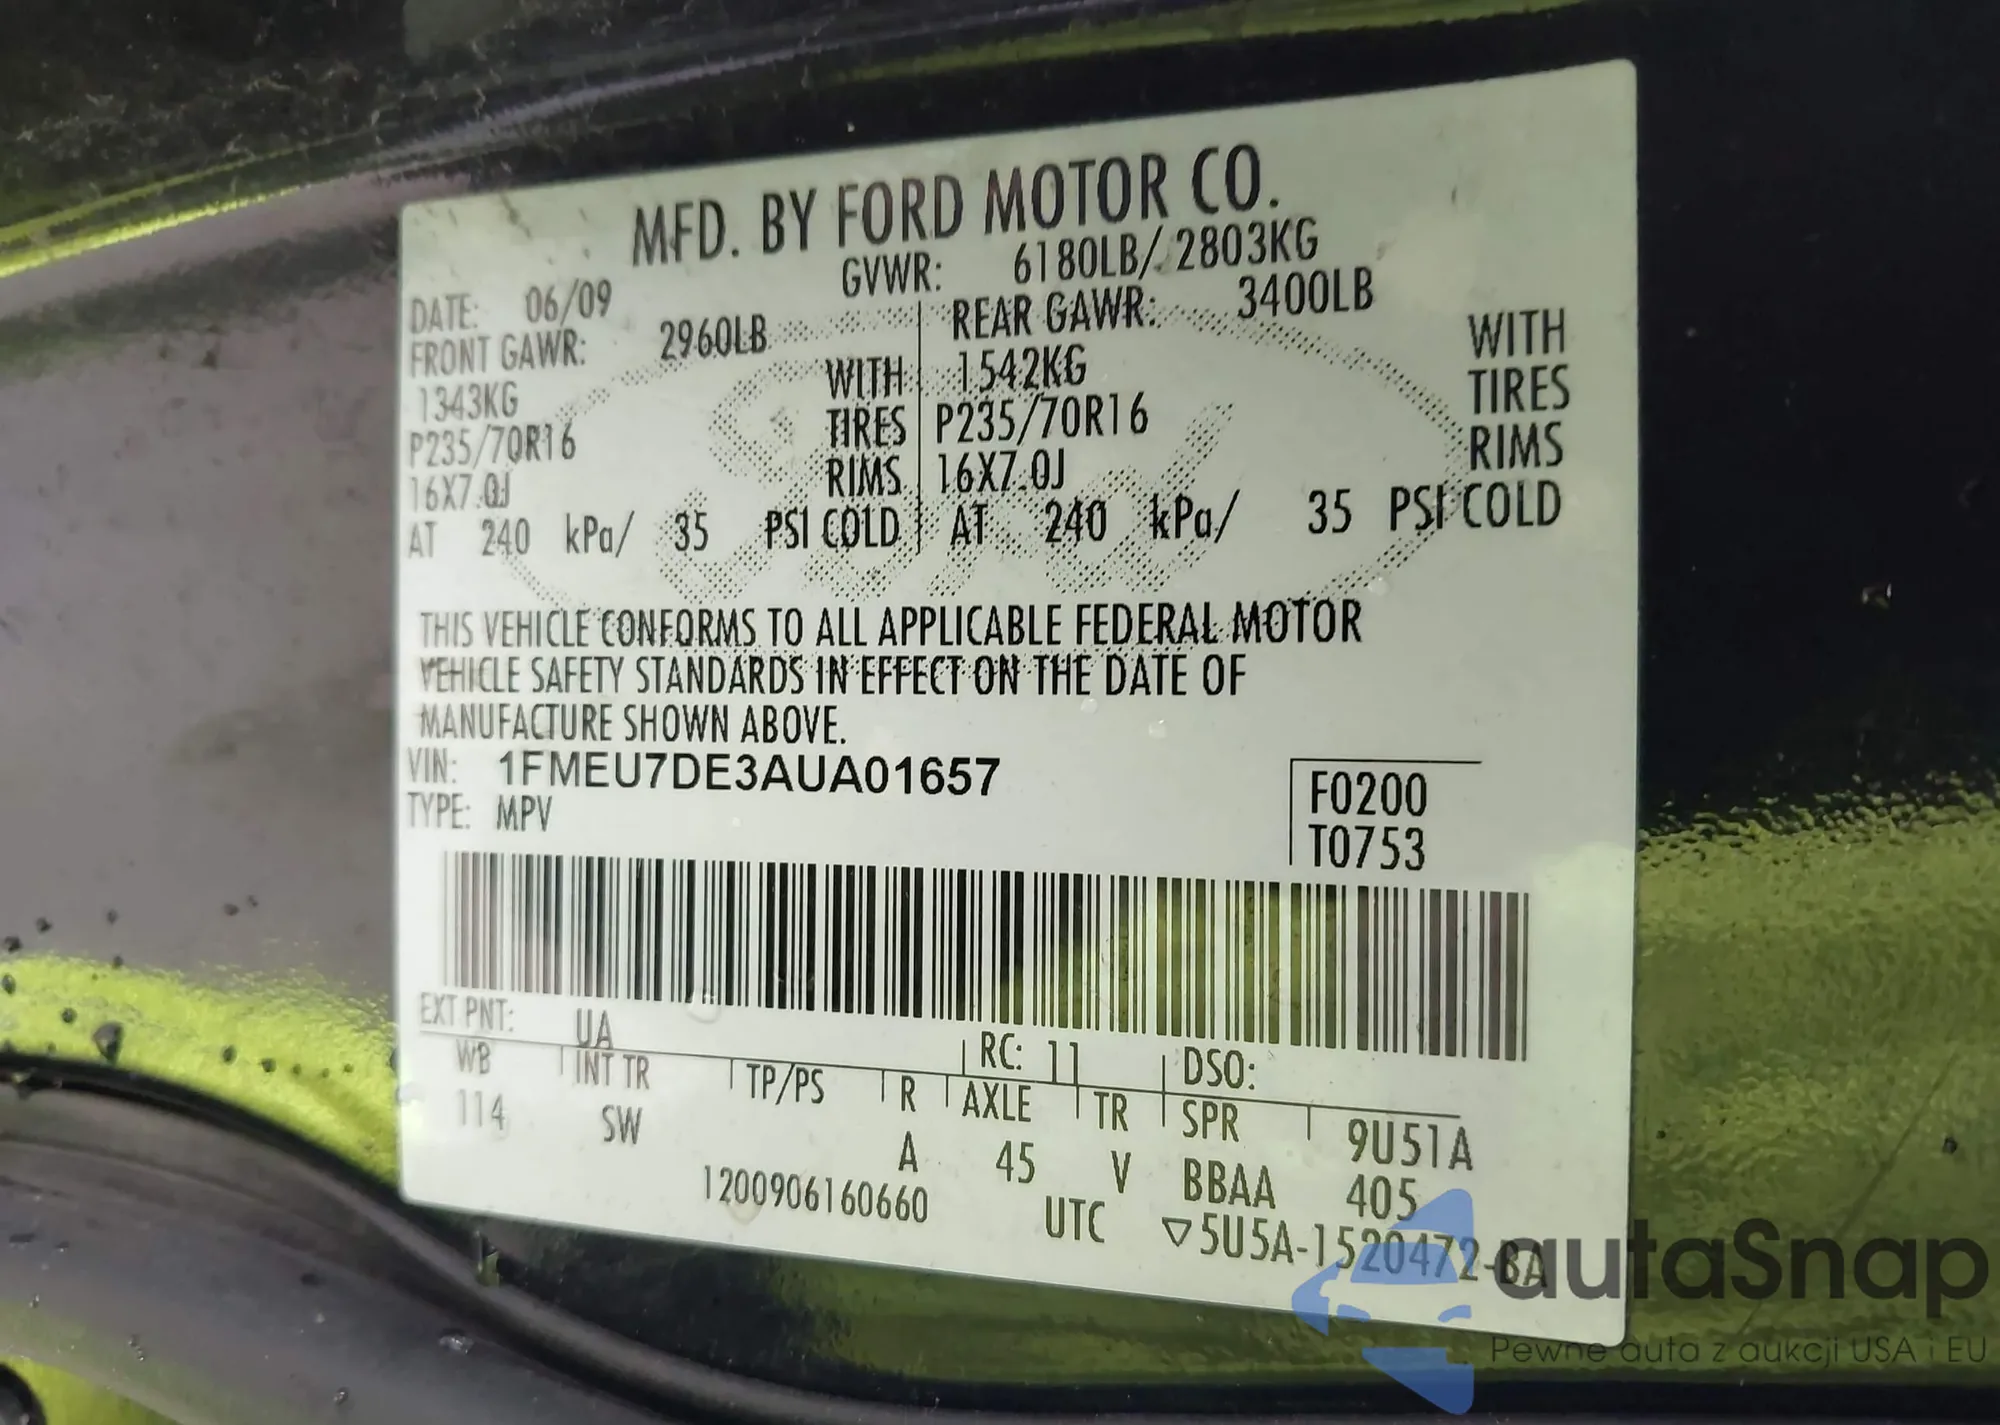 MFD. BY FORD MOTOR CO.
DATE: 06/09 GVWR: 6180LB/ 2803KG
FRONT GAWR: 2960LB REAR GAWR: 3400LB
1343KG WITH 1542KG WITH
P235/70R16 TIRES P235/70R16 TIRES
16X7.0J RIMS 16X7.0J RIMS
AT 240 kPa/ 35 PSI COLD AT 240 kPa/ 35 PSI COLD
THIS VEHICLE CONFORMS TO ALL APPLICABLE FEDERAL MOTOR
VEHICLE SAFETY STANDARDS IN EFFECT ON THE DATE OF
MANUFACTURE SHOWN ABOVE.
VIN: 1FMEU7DE3AUA01657
TYPE: MPV
F0200
T0753
EXT PNT: UA RC: 11 DSO:
WB INT TR TP/PS R AXLE TR SPR 9U51A
114 SW A 45 V BBAA 405
1200906160660 UTC ▽5U5A-1520472-BA
autaSnap
Pewne auta z aukcji USA i EU